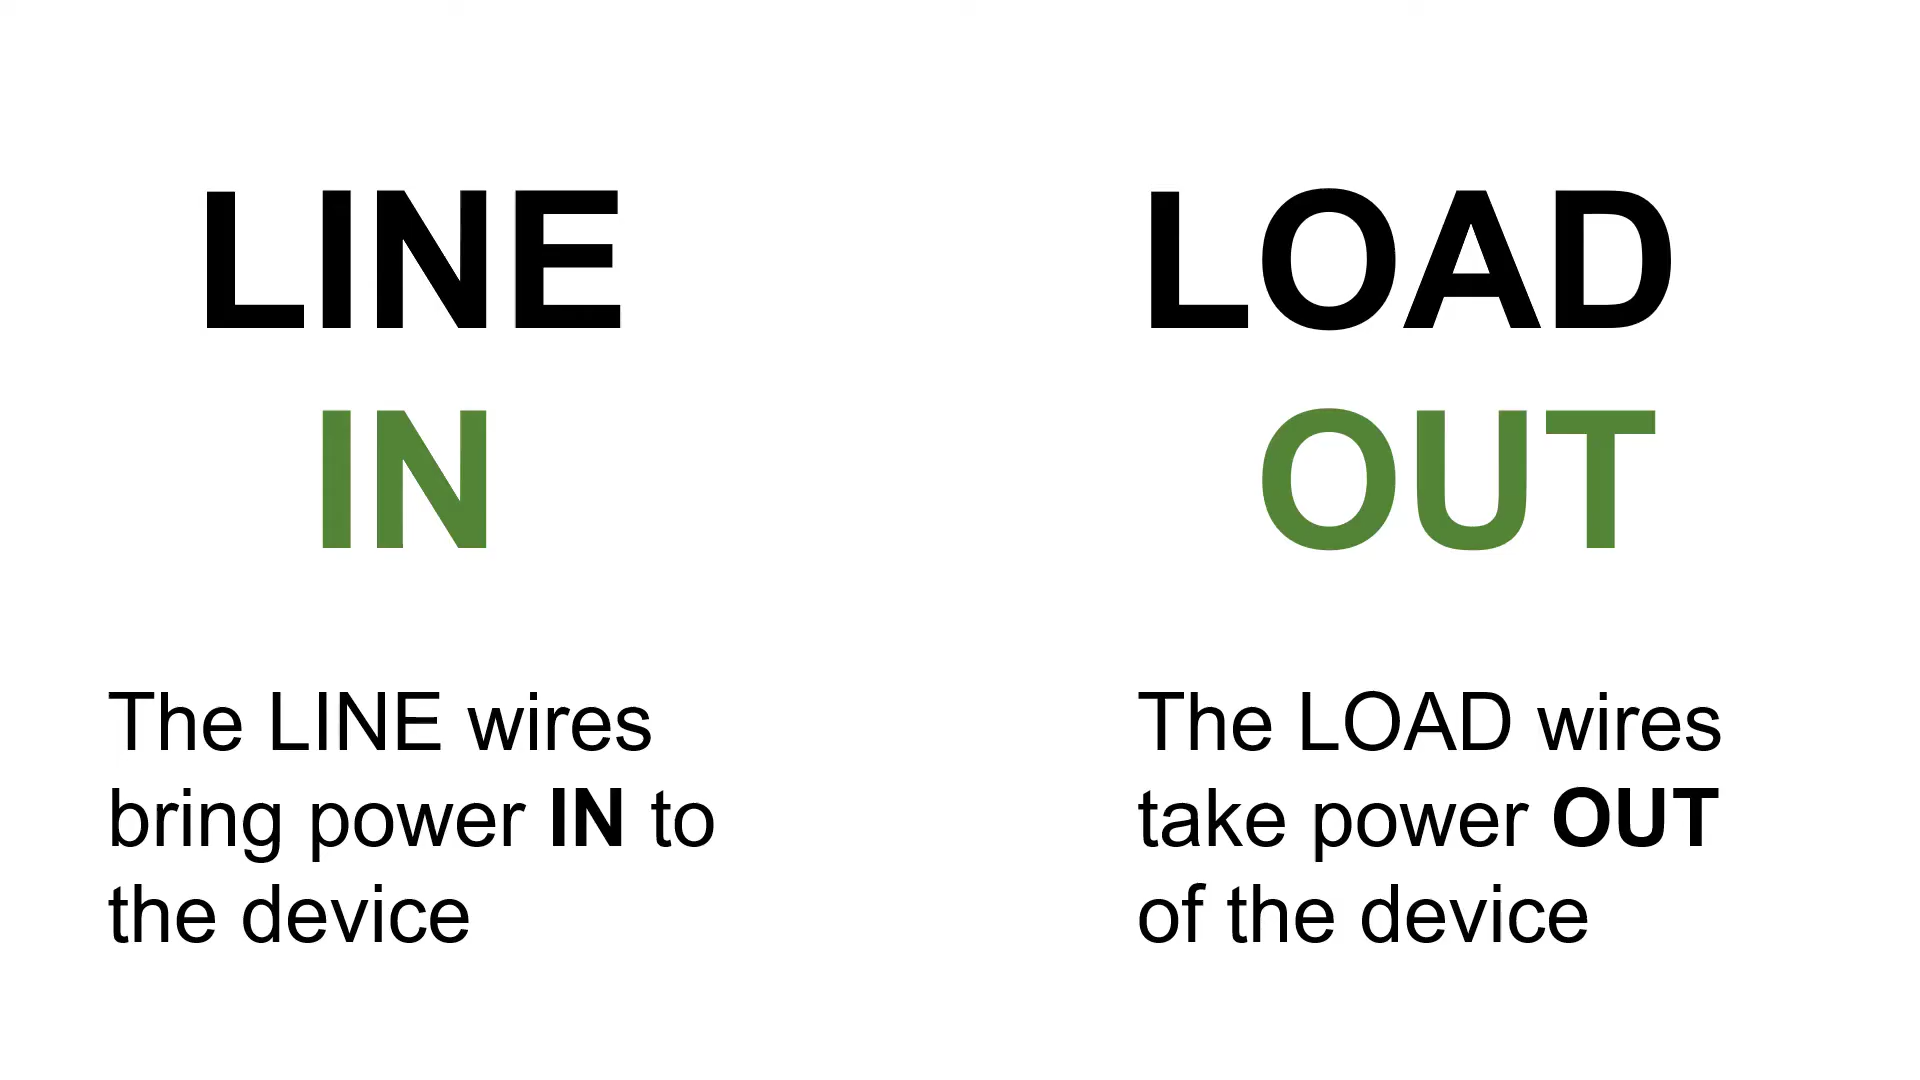 LINE
IN
The LINE wires
bring power IN to
the device
LOAD
OUT
The LOAD wires
take power OUT
of the device